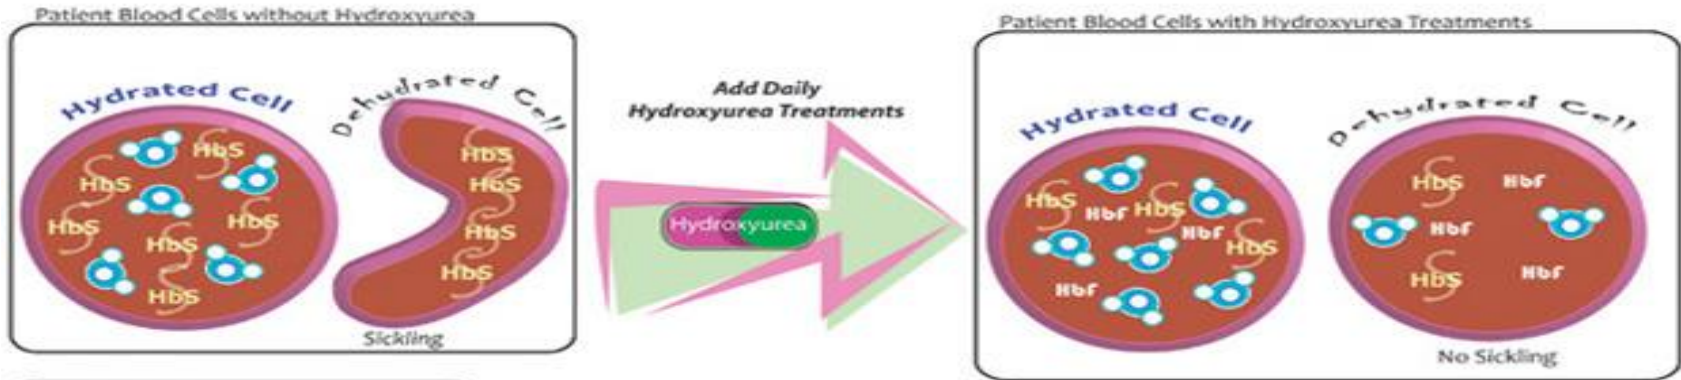 Patient Blood Cells without Hydroxyurea
Hydrated Cell
HbS
HbS
HbS
HbS
HbS
HbS
Dehudrated Cell
HbS
HbS
HbS
HbS
Sickling
Add Daily
Hydroxyurea Treatments
Hydroxyurea
Patient Blood Cells with Hydroxyurea Treatments
Hydrated Cell
HbS
Hbf
HbS
Hbf
HbS
Hbf
Dehydrated Cell
HbS Hbf
Hbf
HbS
Hbf
No Sickling